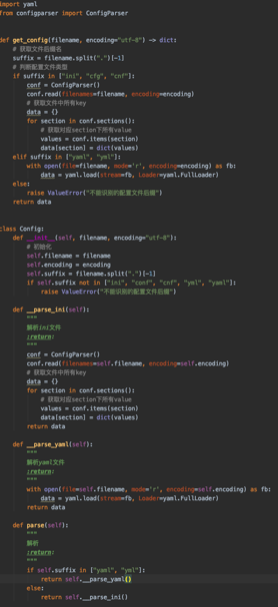 import yaml
from configparser import ConfigParser
def get_config(filename, encoding="utf-8") -> dict:
# 获取文件后缀名
suffix = filename.split(".")[-1]
# 判断配置文件类型
if suffix in ["ini", "cfg", "cnf"]:
conf = ConfigParser()
conf.read(filenames=filename, encoding=encoding)
# 获取文件中所有key
data = {}
for section in conf.sections():
# 获取对应section下所有value
values = conf.items(section)
data[section] = dict(values)
elif suffix in ["yaml", "yml"]:
with open(file=filename, mode='r', encoding=encoding) as fb:
data = yaml.load(stream=fb, Loader=yaml.FullLoader)
else:
raise ValueError("不能识别的配置文件后缀")
return data
class Config:
def __init__(self, filename, encoding="utf-8"):
# 初始化
self.filename = filename
self.encoding = encoding
self.suffix = filename.split(".")[-1]
if self.suffix not in ["ini", "conf", "cnf", "yml", "yaml"]:
raise ValueError("不能识别的配置文件后缀")
def __parse_ini(self):
"""
解析ini文件
:return:
"""
conf = ConfigParser()
conf.read(filenames=self.filename, encoding=self.encoding)
# 获取文件中所有key
data = {}
for section in conf.sections():
# 获取对应section下所有value
values = conf.items(section)
data[section] = dict(values)
return data
def __parse_yaml(self):
"""
解析yaml文件
:return:
"""
with open(file=self.filename, mode='r', encoding=self.encoding) as fb:
data = yaml.load(stream=fb, Loader=yaml.FullLoader)
return data
def parse(self):
"""
解析
:return:
"""
if self.suffix in ["yaml", "yml"]:
return self.__parse_yaml()
else:
return self.__parse_ini()